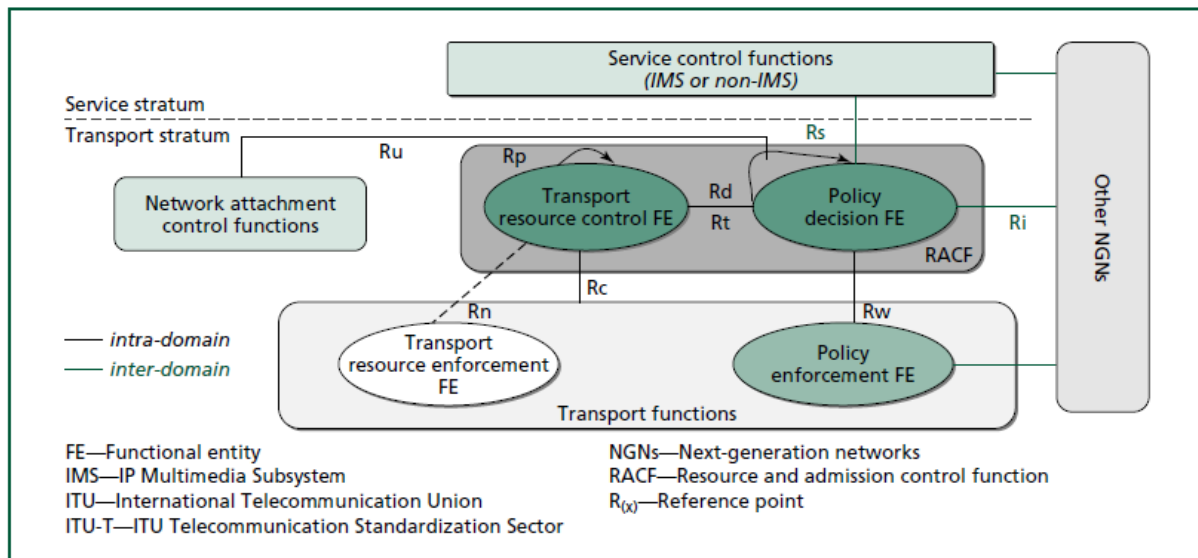 Service control functions
(IMS or non-IMS)
Service stratum
Transport stratum
Rs
Ru
Rp
Network attachment
control functions
Transport
resource control FE
Rd
Rt
Policy
decision FE
Ri
RACF
Other NGNs
Rc
Rn
Rw
intra-domain
inter-domain
Transport
resource enforcement
FE
Policy
enforcement FE
Transport functions
FE—Functional entity
IMS—IP Multimedia Subsystem
ITU—International Telecommunication Union
ITU-T—ITU Telecommunication Standardization Sector
NGNs—Next-generation networks
RACF—Resource and admission control function
R(x)—Reference point